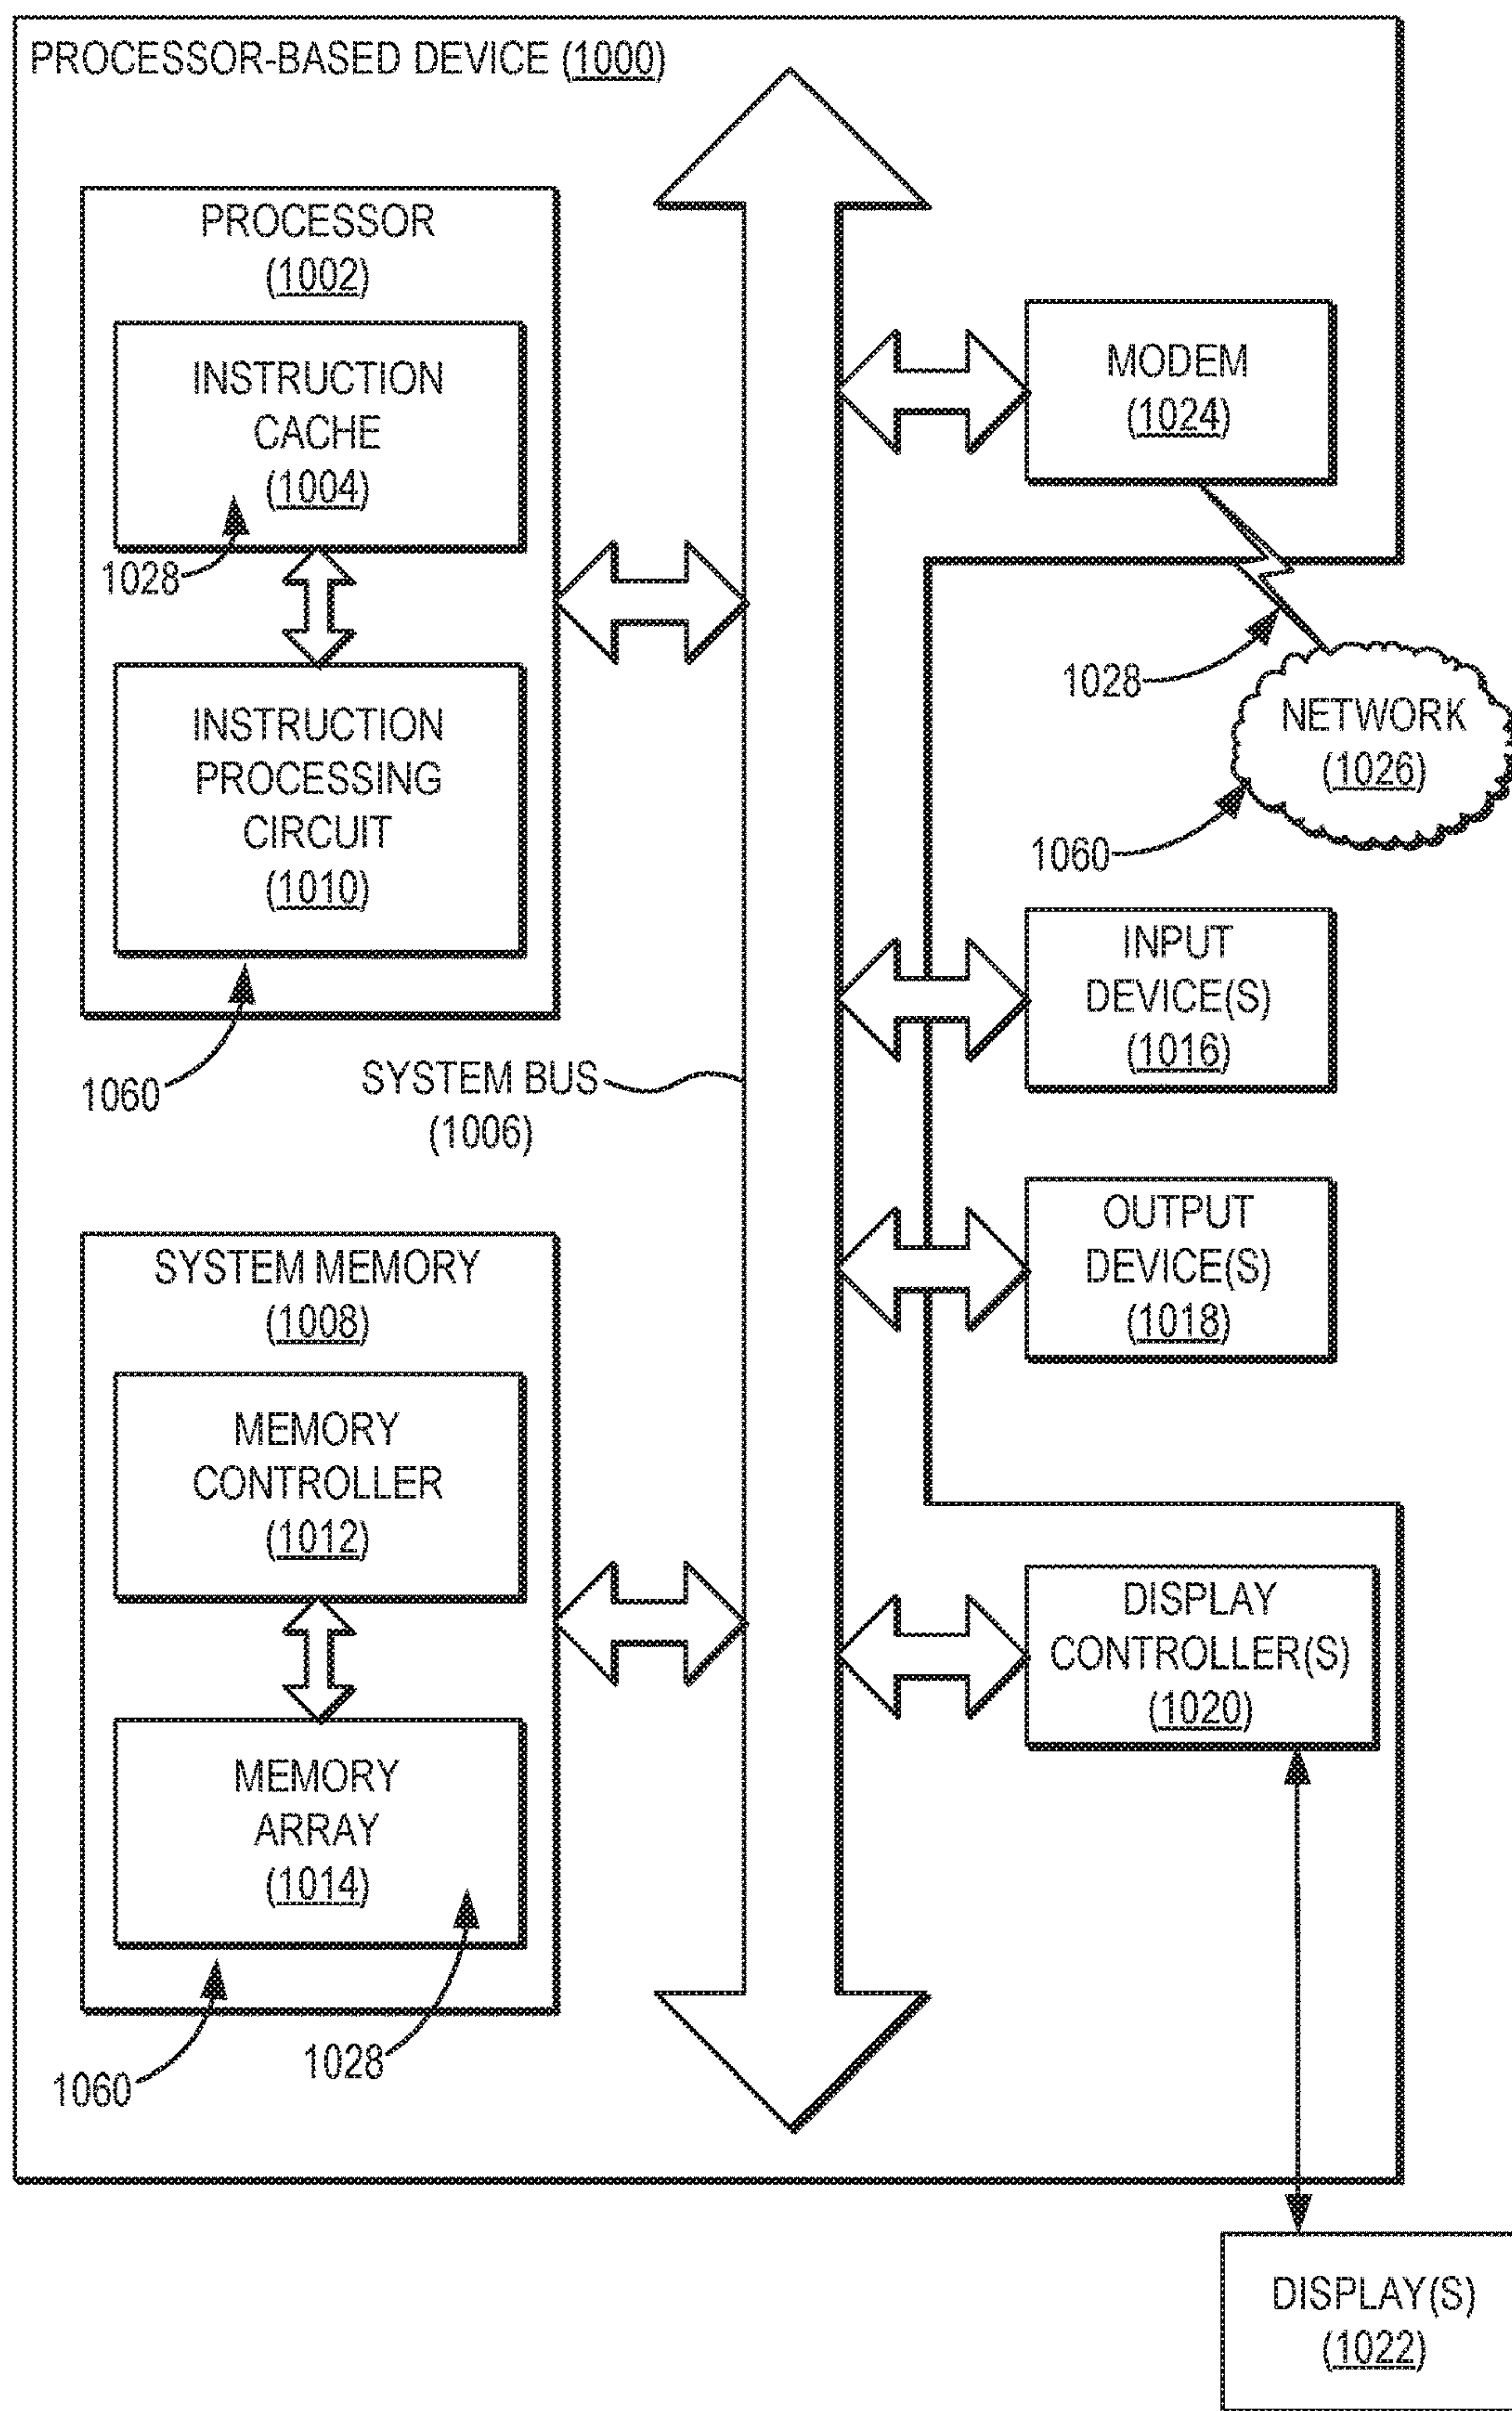 PROCESSOR-BASED DEVICE (1000)
PROCESSOR
(1002)
INSTRUCTION
CACHE
(1004)
1028
INSTRUCTION
PROCESSING
CIRCUIT
(1010)
1060
SYSTEM BUS
(1006)
SYSTEM MEMORY
(1008)
MEMORY
CONTROLLER
(1012)
MEMORY
ARRAY
(1014)
1028
1060
MODEM
(1024)
1028
NETWORK
(1026)
1060
INPUT
DEVICE(S)
(1016)
OUTPUT
DEVICE(S)
(1018)
DISPLAY
CONTROLLER(S)
(1020)
DISPLAY(S)
(1022)